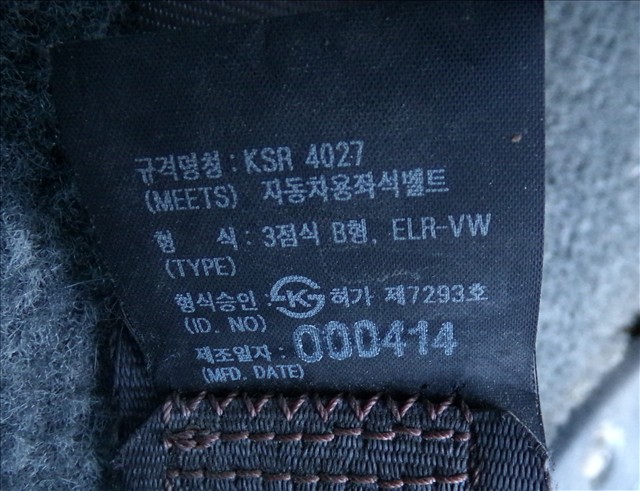 규격명칭 : KSR 4027
(MEETS) 자동차용좌석벨트
형 식 : 3점식 B형, ELR-VW
(TYPE)
형식승인 : KS 허가 제7293호
(ID. NO)
제조일자 : 000414
(MFD. DATE)